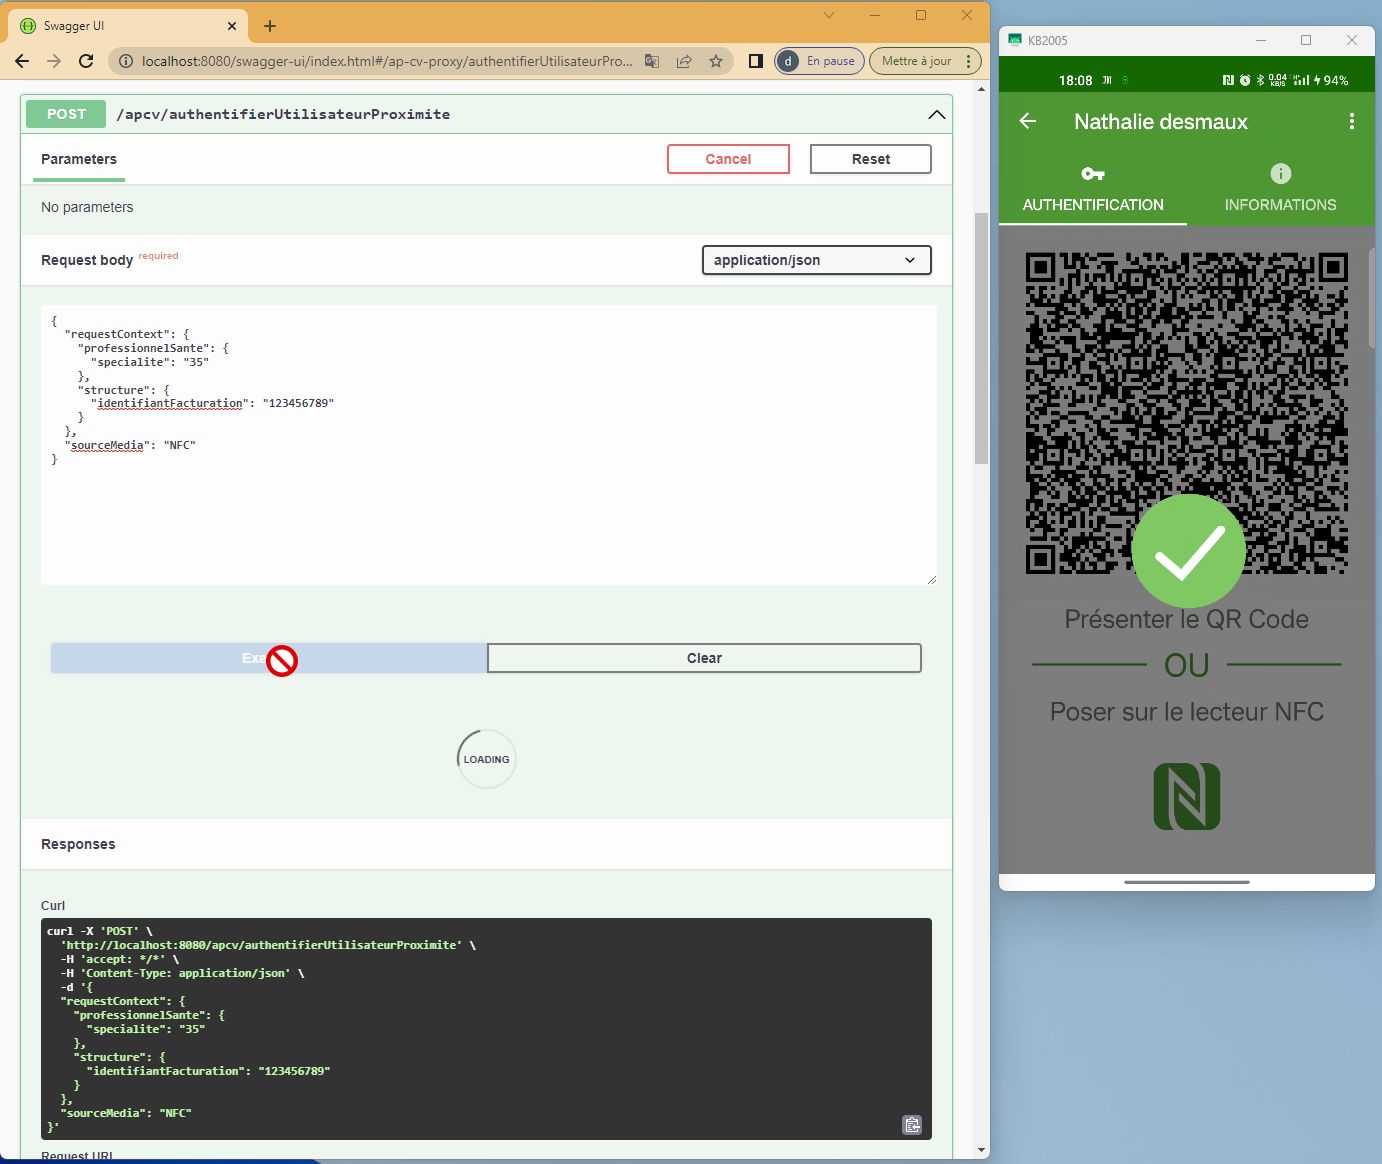 Swagger UI
localhost:8080/swagger-ui/index.html#/ap-cv-proxy/authentifierUtilisateurPro...
d En pause
Mettre à jour
POST /apcv/authentifierUtilisateurProximite
Parameters
Cancel
Reset
No parameters
Request body required
application/json
{
"requestContext": {
"professionnelSante": {
"specialite": "35"
},
"structure": {
"identifiantFacturation": "123456789"
}
},
"sourceMedia": "NFC"
}
Clear
LOADING
Responses
Curl
curl -X 'POST' \
'http://localhost:8080/apcv/authentifierUtilisateurProximite' \
-H 'accept: */*' \
-H 'Content-Type: application/json' \
-d '{
"requestContext": {
"professionnelSante": {
"specialite": "35"
},
"structure": {
"identifiantFacturation": "123456789"
}
},
"sourceMedia": "NFC"
}'
Request URL
KB2005
18:08
0.04 KB/S
94%
Nathalie desmaux
AUTHENTIFICATION
INFORMATIONS
Présenter le QR Code
OU
Poser sur le lecteur NFC